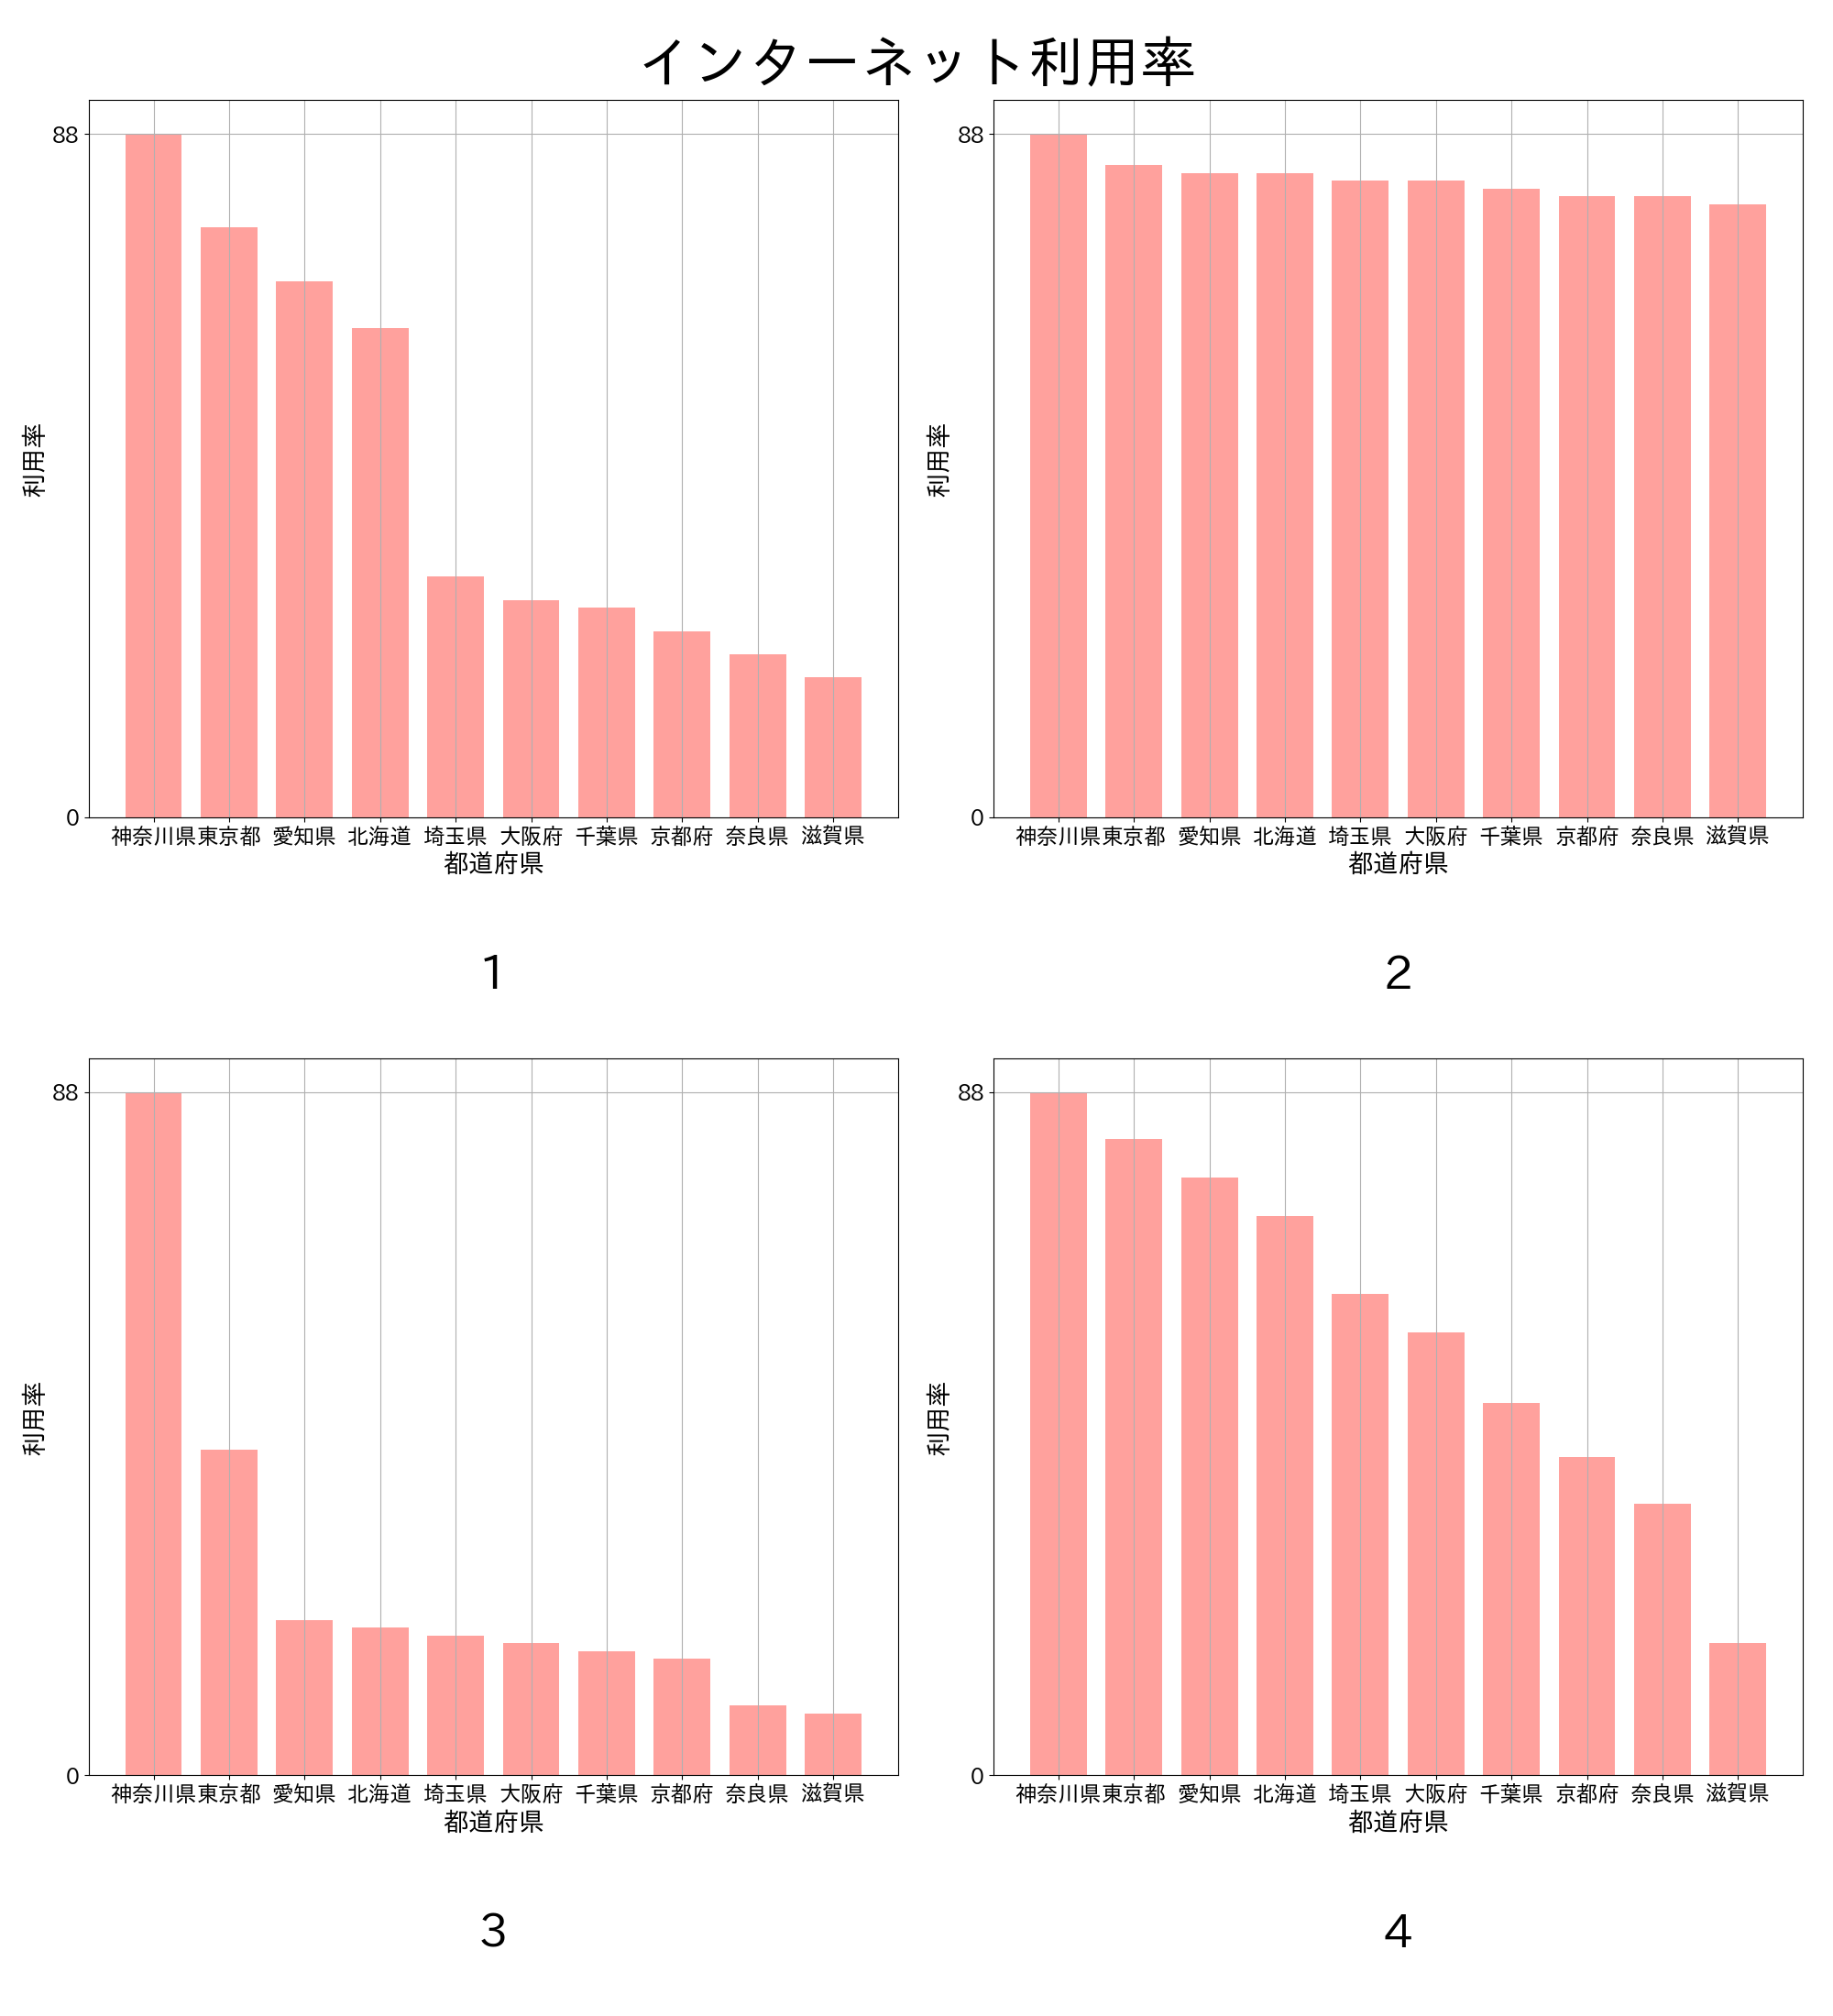 インターネット利用率
88
0
利用率
神奈川県 東京都 愛知県 北海道 埼玉県 大阪府 千葉県 京都府 奈良県 滋賀県
都道府県
1
88
0
利用率
神奈川県 東京都 愛知県 北海道 埼玉県 大阪府 千葉県 京都府 奈良県 滋賀県
都道府県
2
88
0
利用率
神奈川県 東京都 愛知県 北海道 埼玉県 大阪府 千葉県 京都府 奈良県 滋賀県
都道府県
3
88
0
利用率
神奈川県 東京都 愛知県 北海道 埼玉県 大阪府 千葉県 京都府 奈良県 滋賀県
都道府県
4